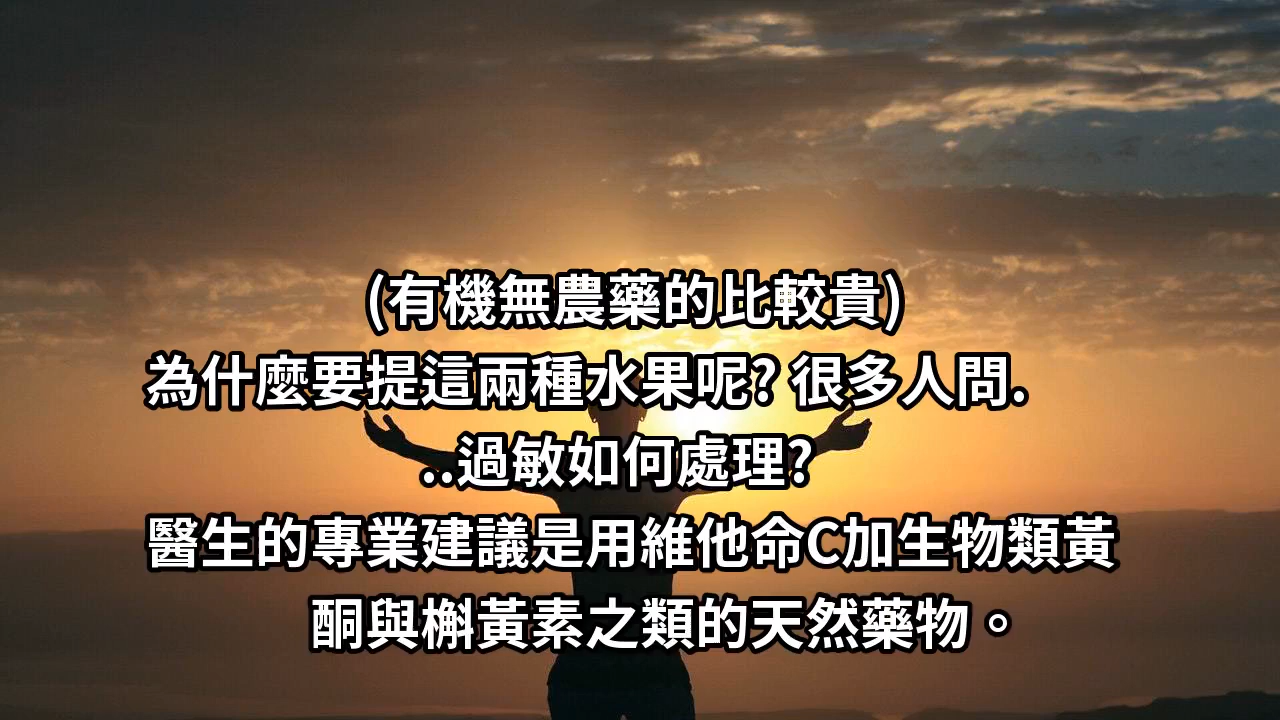 (有機無農藥的比較貴)
為什麼要提這兩種水果呢? 很多人問.
..過敏如何處理?
醫生的專業建議是用維他命C加生物類黃
酮與槲黃素之類的天然藥物。